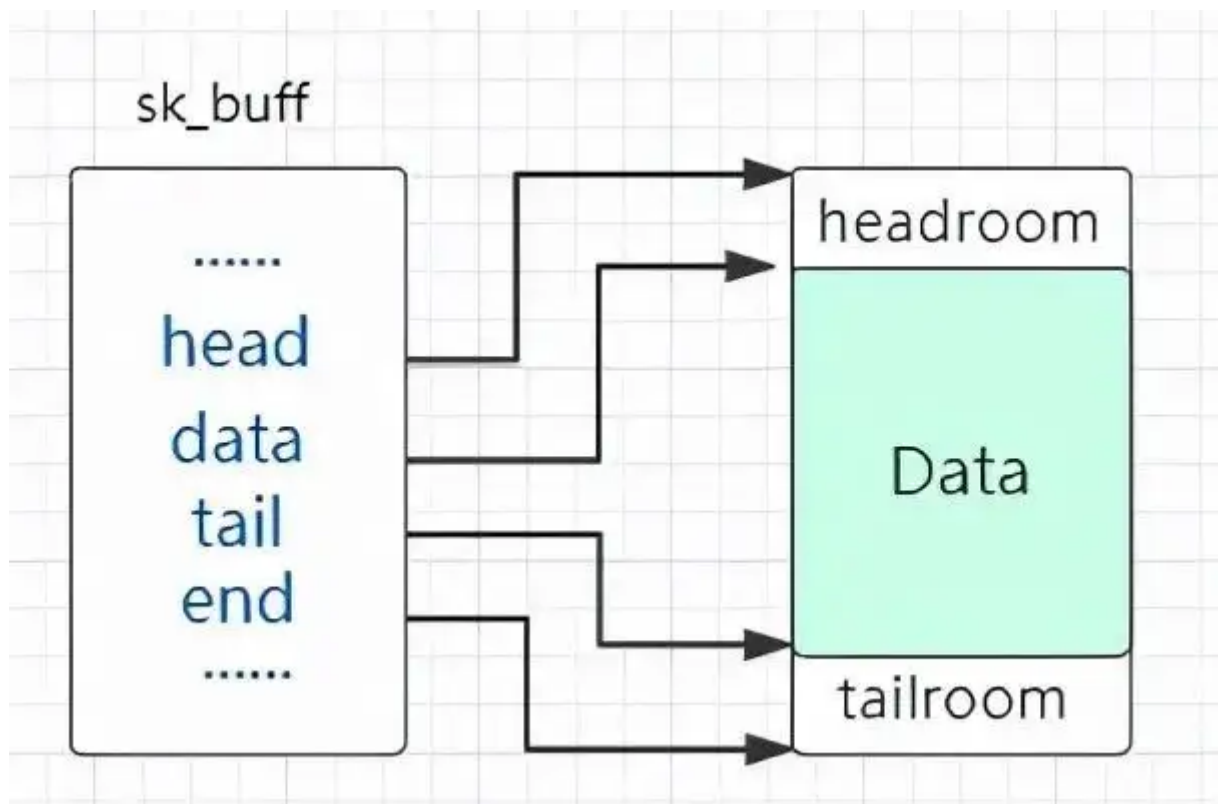 sk_buff
......
head
data
tail
end
......
headroom
Data
tailroom